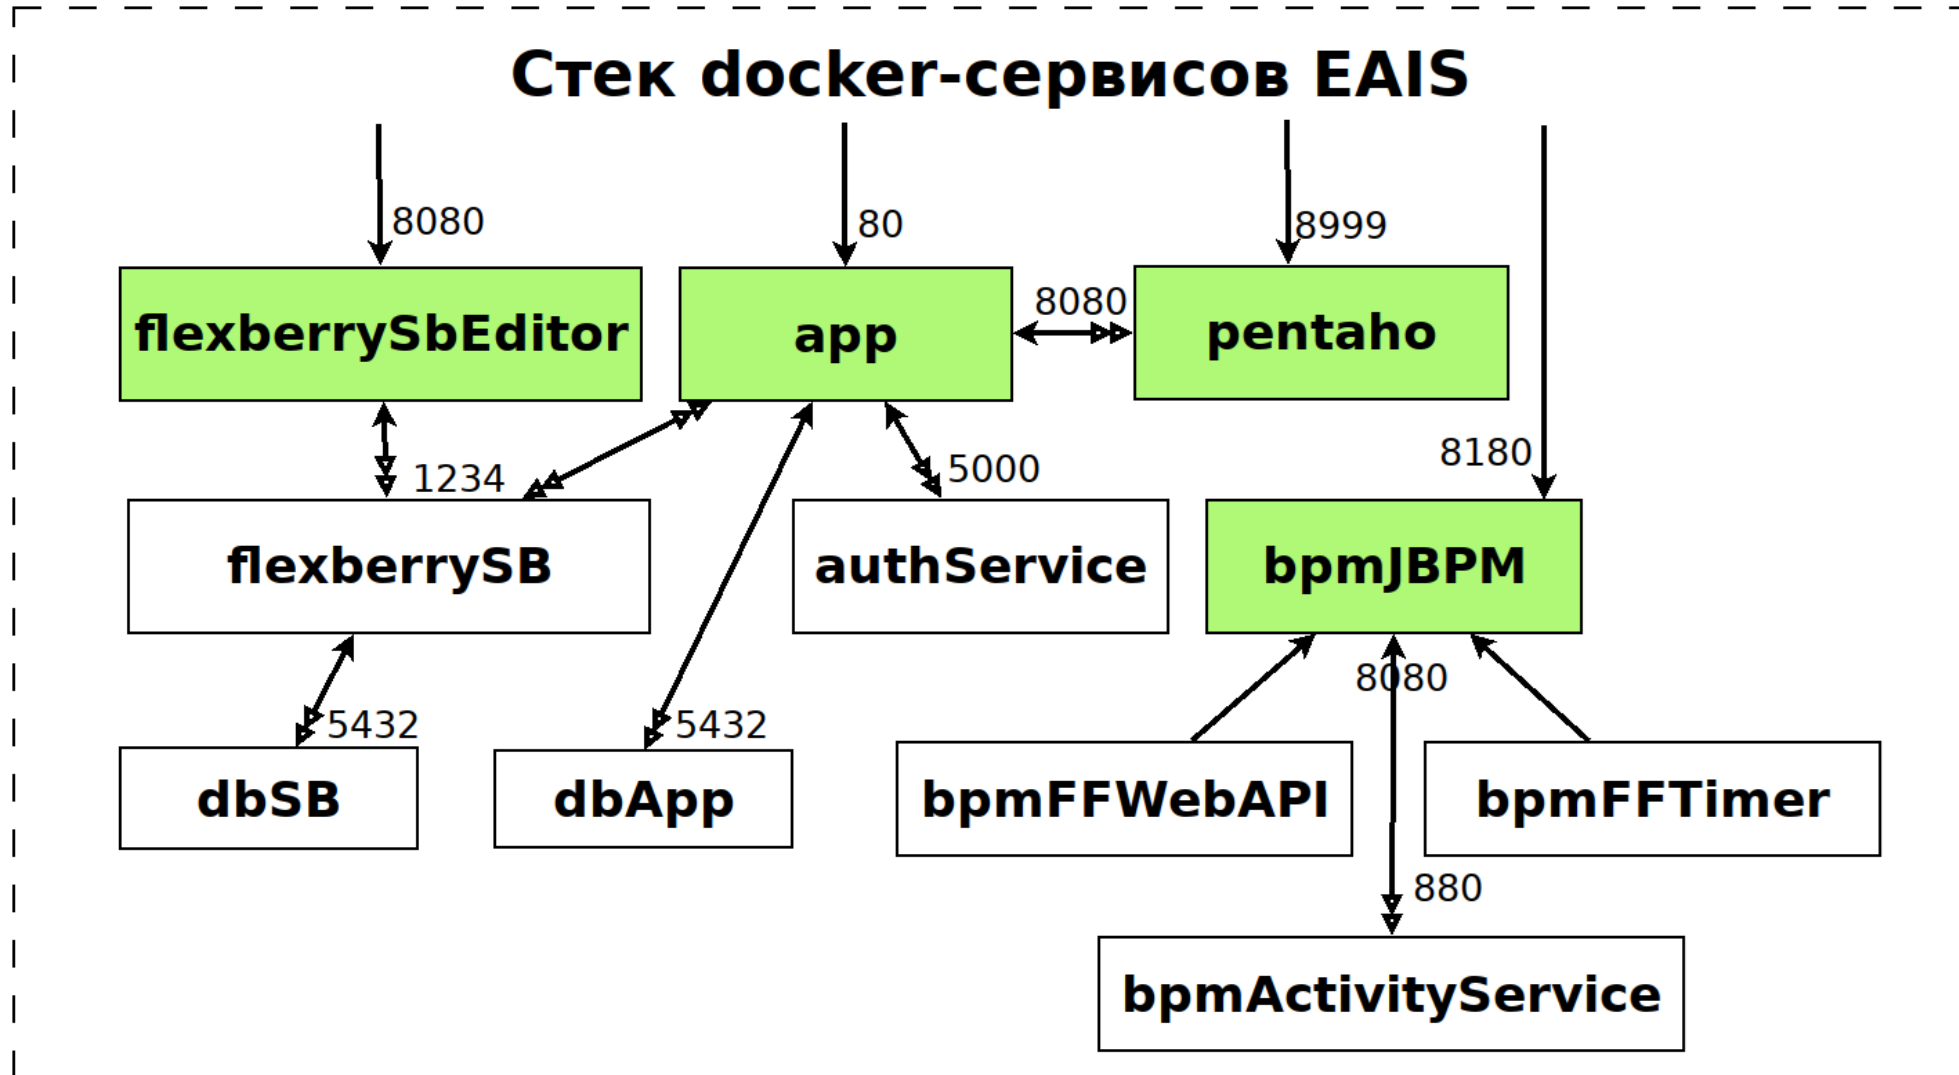 Стек docker-сервисов EAIS
8080
80
8999
flexberrySbEditor
app
8080
pentaho
1234
5000
8180
flexberrySB
authService
bpmJBPM
8080
5432
5432
dbSB
dbApp
bpmFFWebAPI
bpmFFTimer
880
bpmActivityService